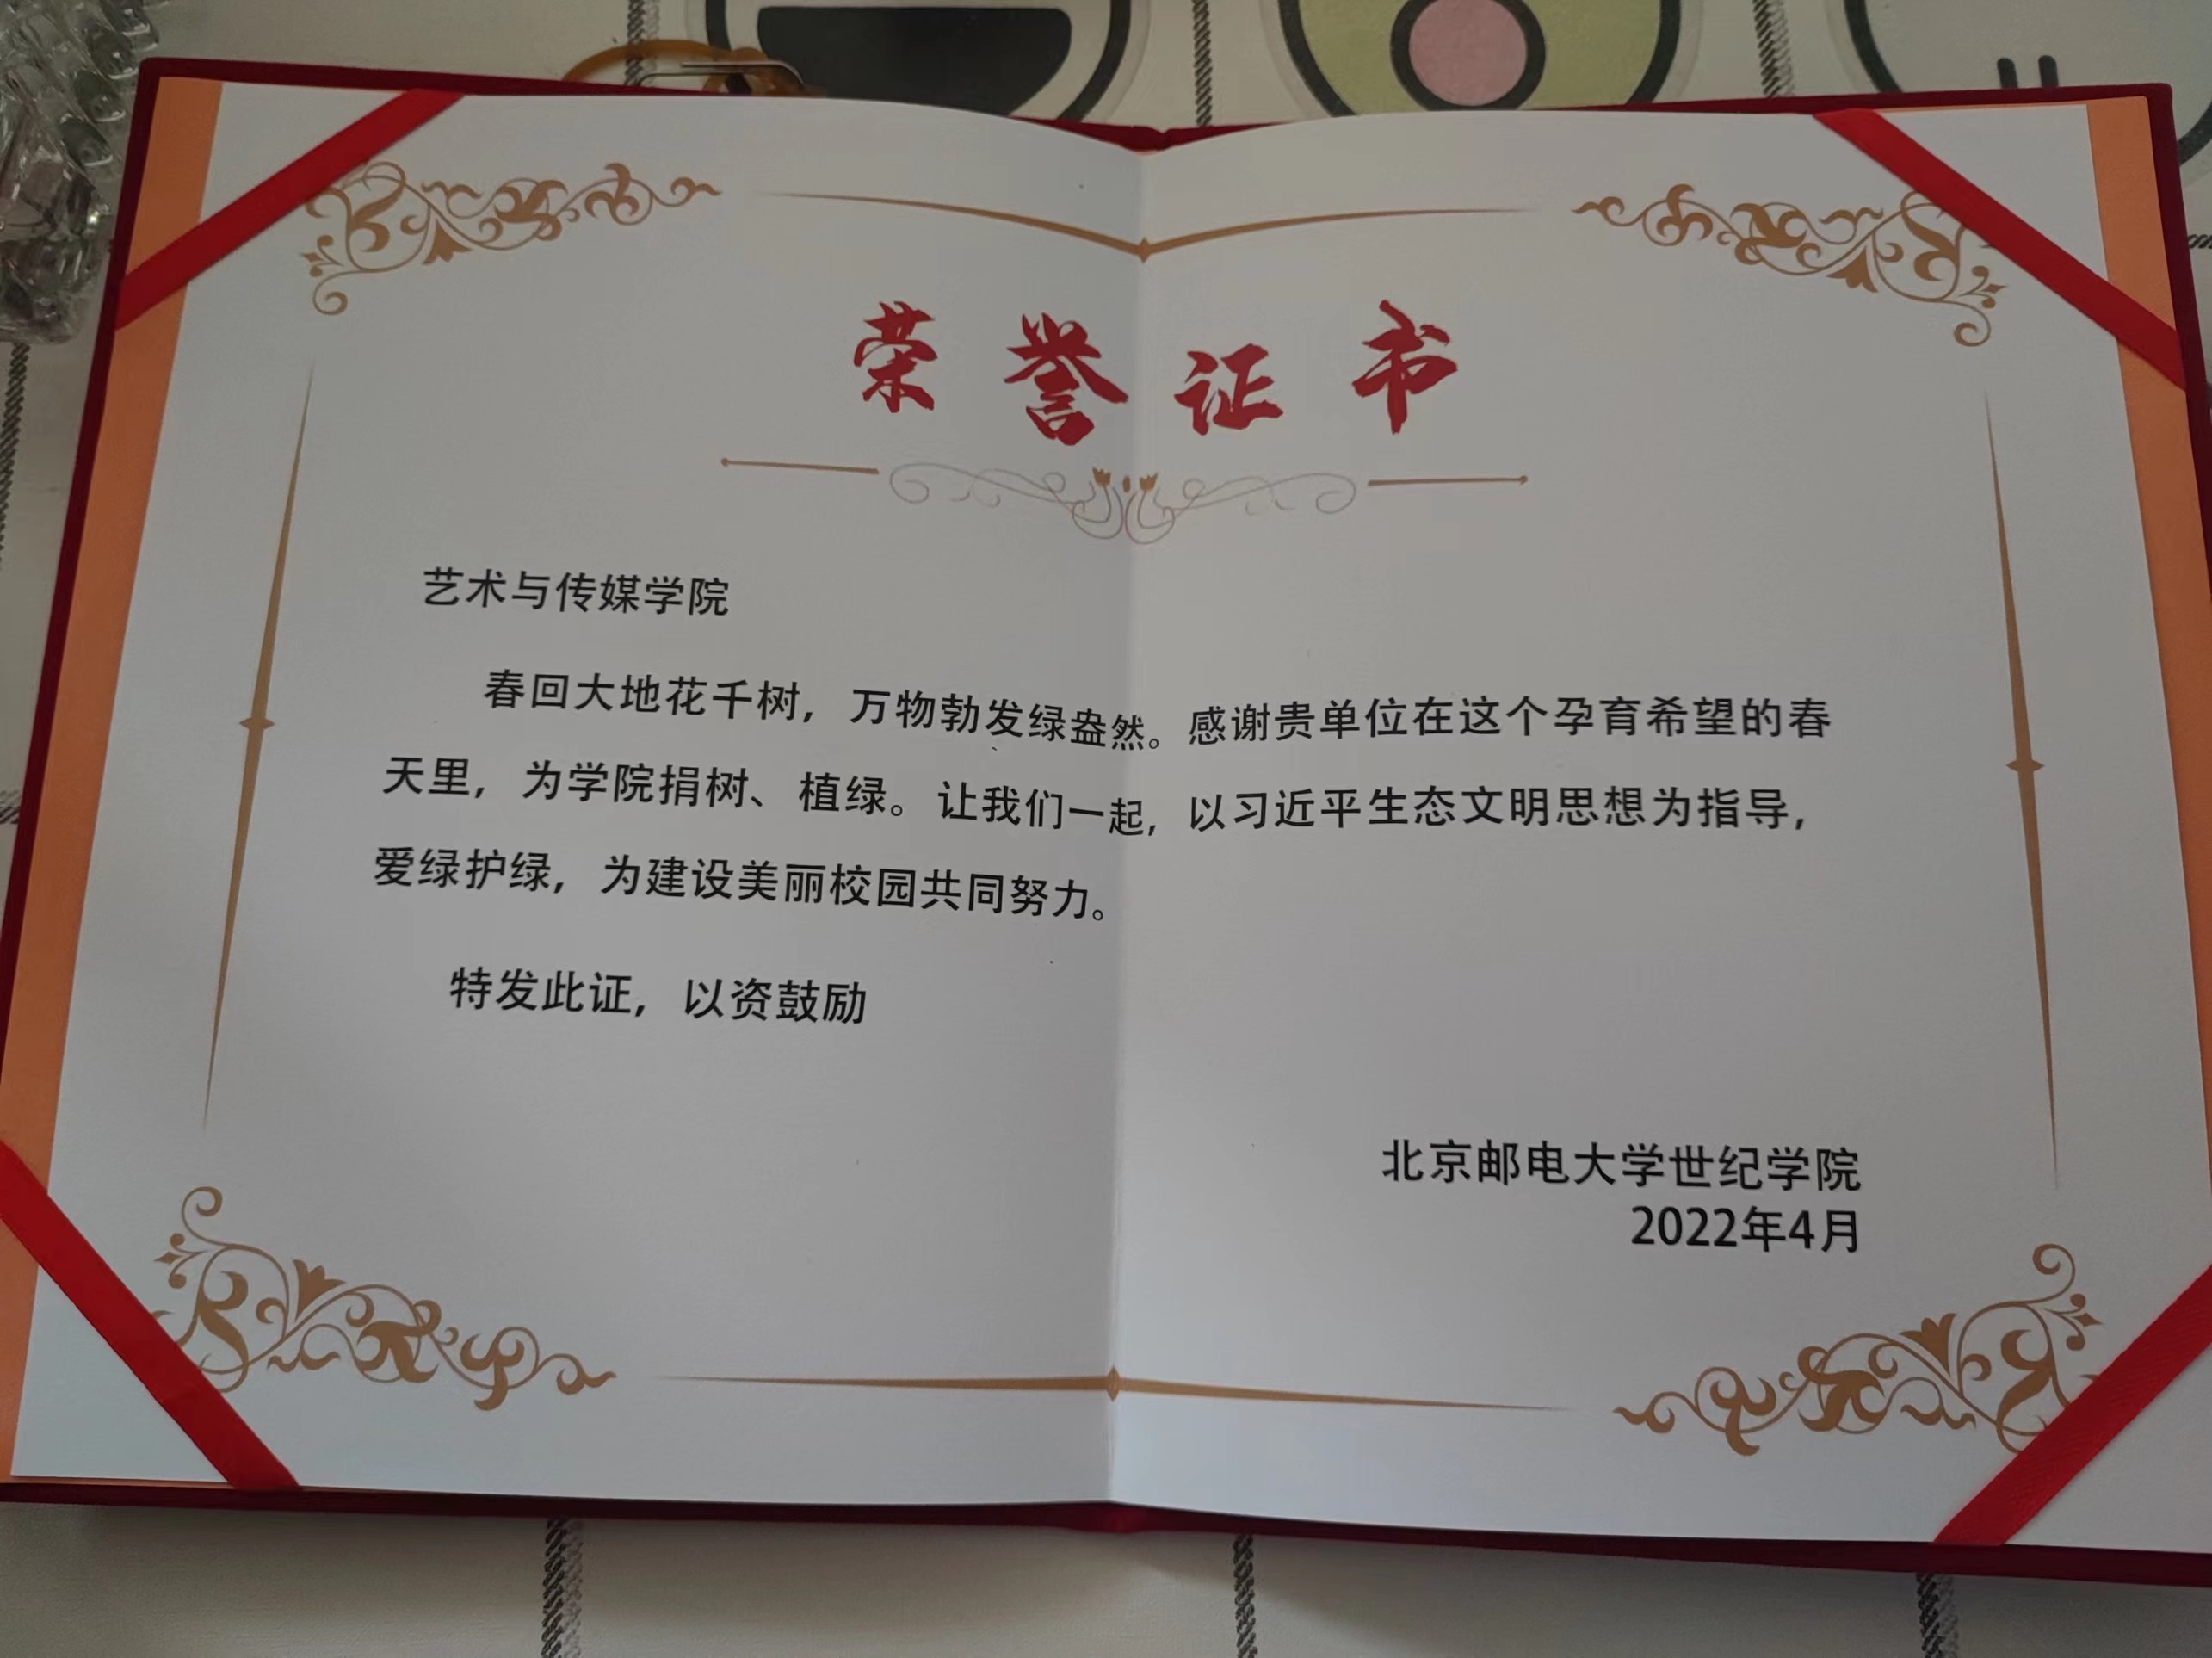 荣誉证书
艺术与传媒学院
春回大地花千树，万物勃发绿盎然。感谢贵单位在这个孕育希望的春
天里，为学院捐树、植绿。让我们一起，以习近平生态文明思想为指导，
爱绿护绿，为建设美丽校园共同努力。
特发此证，以资鼓励
北京邮电大学世纪学院
2022年4月